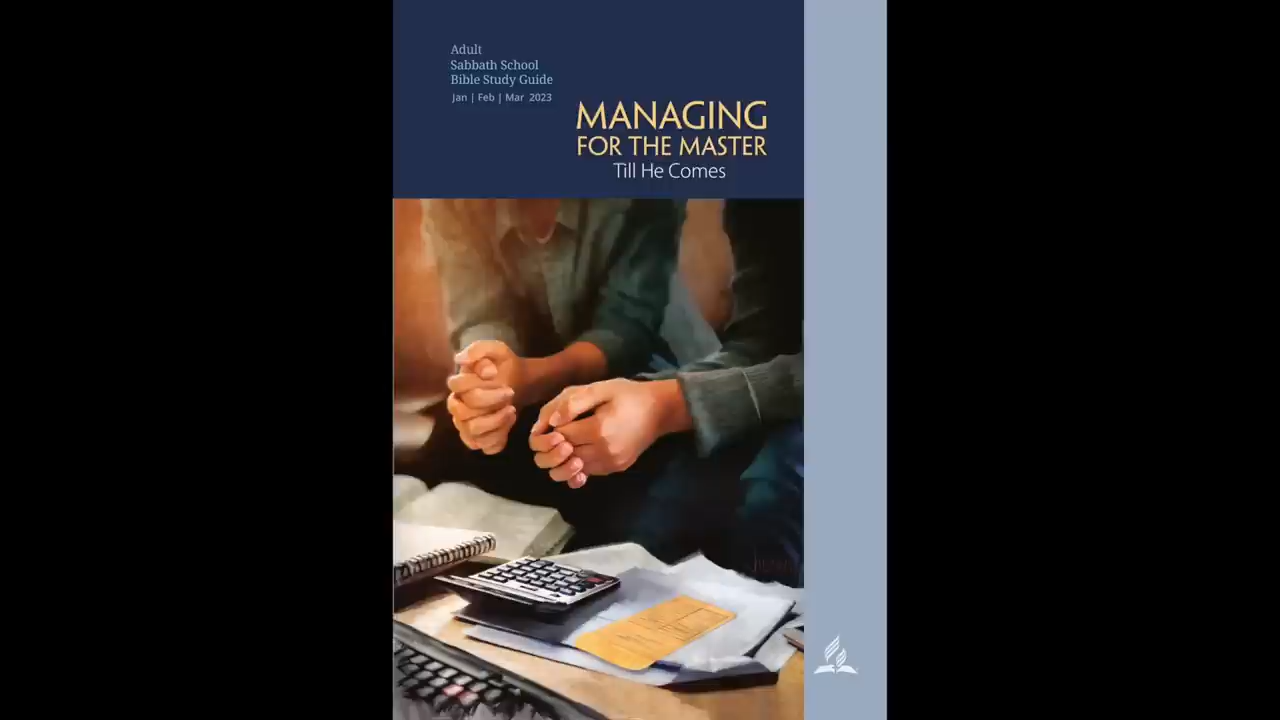 Adult
Sabbath School
Bible Study Guide
Jan | Feb | Mar 2023
MANAGING
FOR THE MASTER
Till He Comes